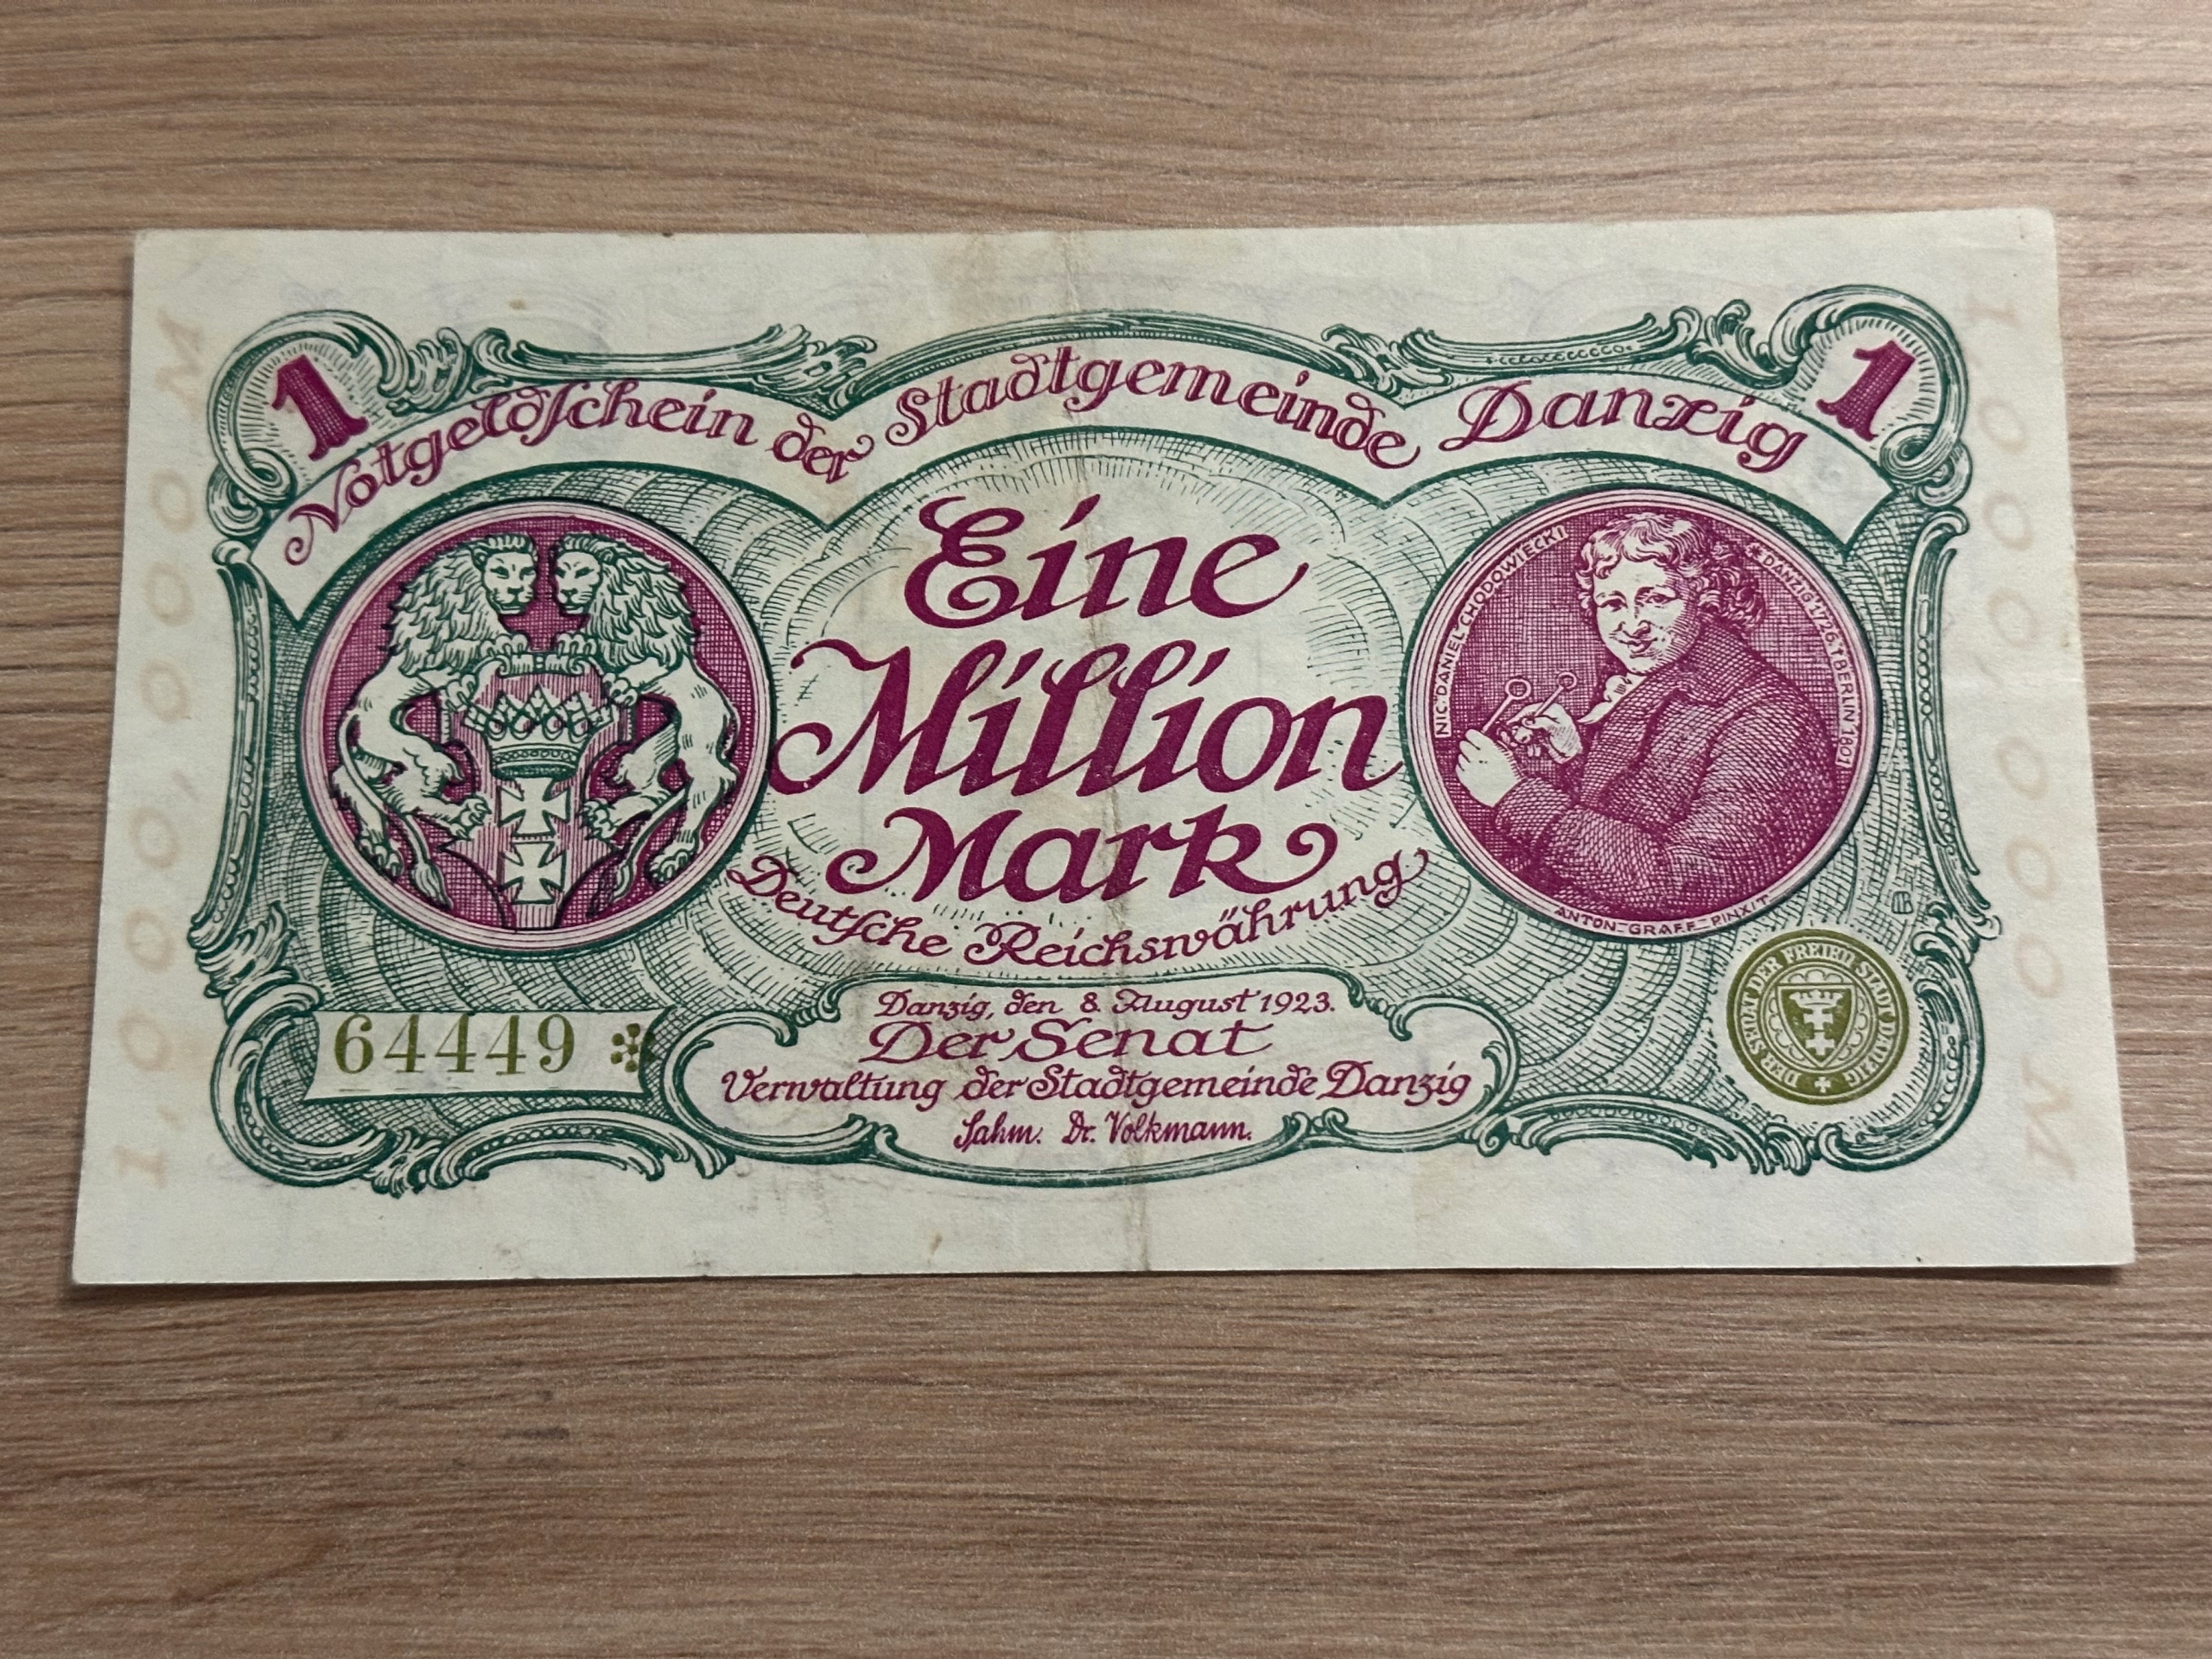 1
1
Notgeldschein der Stadtgemeinde Danzig
Eine
Million
Mark
Deutsche Reichswährung
NIC·DANIEL CHODOWIECKI
*DANZIG 1726 † BERLIN 1801
ANTON-GRAFF-PINXIT
Danzig, den 8. August 1923.
Der Senat
Verwaltung der Stadtgemeinde Danzig
Sahm. Dr. Volkmann.
64449
DER SENAT DER FREIEN STADT DANZIG
1,000,000 M
1,000,000 M